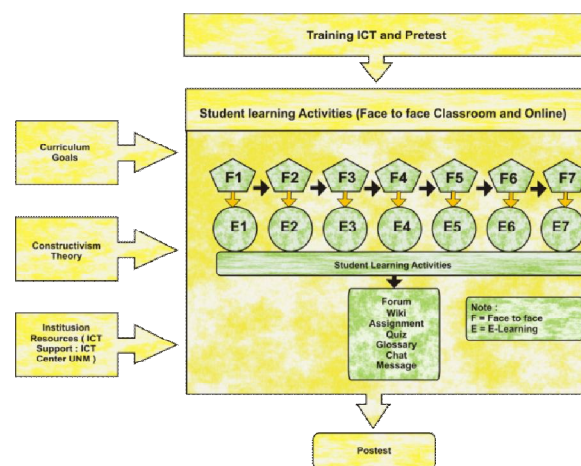 Training ICT and Pretest
Student learning Activities (Face to face Classroom and Online)
Curriculum
Goals
F1
F2
F3
F4
F5
F6
F7
E1
E2
E3
E4
E5
E6
E7
Constructivism
Theory
Student Learning Activities
Institusion
Resources ( ICT
Support : ICT
Center UNM )
Forum
Wiki
Assignment
Quiz
Glossary
Chat
Message
Note :
F = Face to face
E = E-Learning
Postest